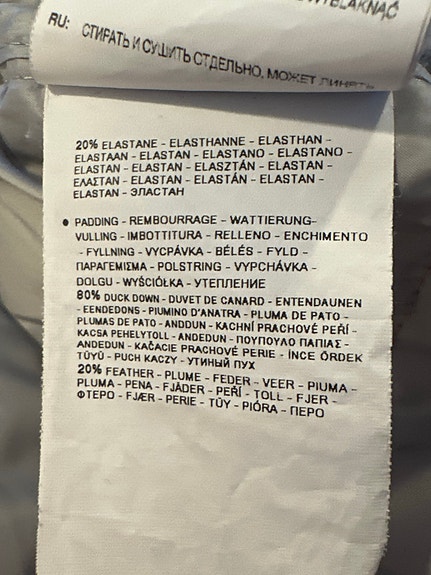 RU: СТИРАТЬ И СУШИТЬ ОТДЕЛЬНО. МОЖЕТ ЛИНЯТЬ
20% ELASTANE - ELASTHANNE - ELASTHAN -
ELASTAAN - ELASTAN - ELASTANO - ELASTANO -
ELASTAN - ELASTAN - ELASZTÁN - ELASTAN -
ΕΛΑΣΤΑΝ - ELASTAN - ELASTÁN - ELASTAN -
ELASTAN - ЭЛАСТАН
● PADDING - REMBOURRAGE - WATTIERUNG-
VULLING - IMBOTTITURA - RELLENO - ENCHIMENTO
- FYLLNING - VYCPÁVKA - BÉLÉS - FYLD -
ΠΑΡΑΓΕΜΙΣΜΑ - POLSTRING - VYPCHÁVKA -
DOLGU - WYŚCIÓŁKA - УТЕПЛЕНИЕ
80% DUCK DOWN - DUVET DE CANARD - ENTENDAUNEN
- EENDEDONS - PIUMINO D'ANATRA - PLUMA DE PATO -
PLUMAS DE PATO - ANDDUN - KACHNÍ PRACHOVÉ PEŘÍ -
KACSA PEHELYTOLL - ANDEDUN - ΠΟΥΠΟΥΛΟ ΠΑΠΙΑΣ -
ANDEDUN - KAČACIE PRACHOVÉ PERIE - İNCE ÖRDEK
TÜYÜ - PUCH KACZY - УТИНЫЙ ПУХ
20% FEATHER - PLUME - FEDER - VEER - PIUMA -
PLUMA - PENA - FJÄDER - PEŘÍ - TOLL - FJER -
ΦΤΕΡΟ - FJÆR - PERIE - TÜY - PIÓRA - ПЕРО